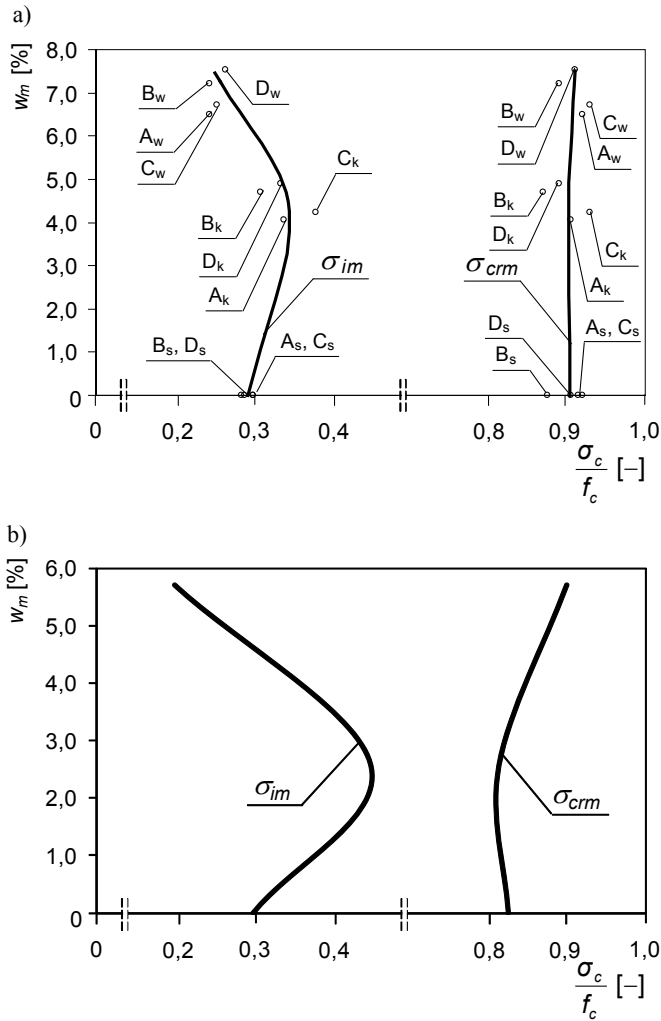 a)
w_m [%]
8,0
7,0
6,0
5,0
4,0
3,0
2,0
1,0
0
B_w
D_w
A_w
C_w
C_k
B_k
D_k
A_k
σ_im
B_s, D_s
A_s, C_s
B_w
C_w
D_w
A_w
B_k
D_k
C_k
σ_crm
A_k
D_s
A_s, C_s
B_s
0 0,2 0,3 0,4 0,8 0,9 1,0
σ_c
f_c [–]
b)
w_m [%]
6,0
5,0
4,0
3,0
2,0
1,0
0
σ_im
σ_crm
0 0,2 0,3 0,4 0,8 0,9 1,0
σ_c
f_c [–]